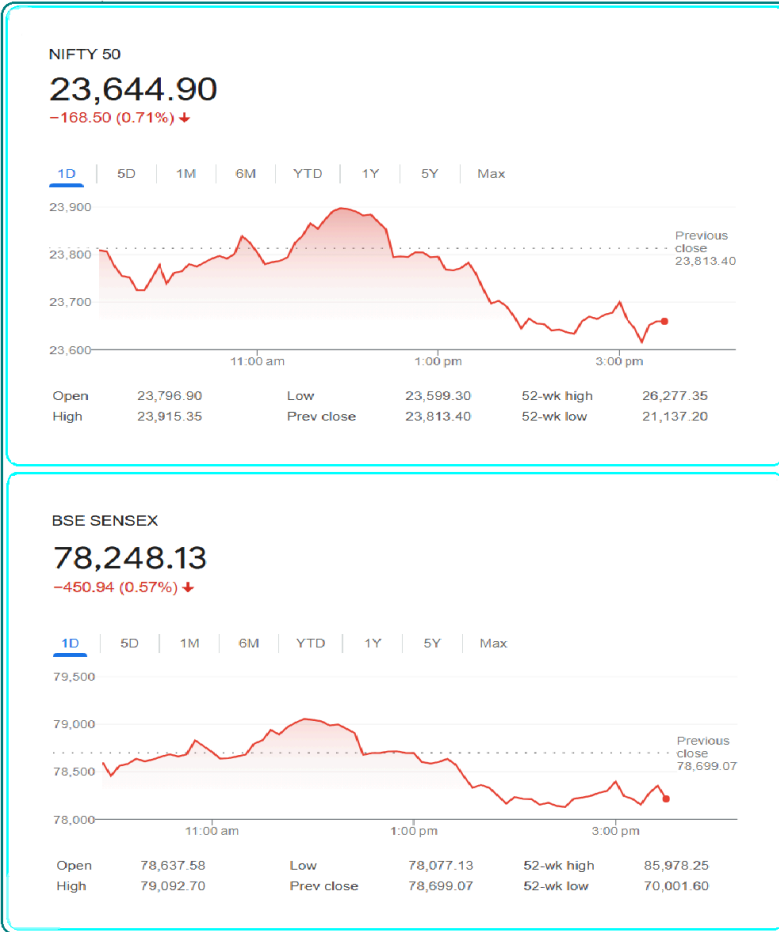 NIFTY 50
23,644.90
−168.50 (0.71%) ↓
1D 5D 1M 6M YTD 1Y 5Y Max
23,900
23,800
23,700
23,600
Previous
close
23,813.40
11:00 am 1:00 pm 3:00 pm
Open 23,796.90 Low 23,599.30 52-wk high 26,277.35
High 23,915.35 Prev close 23,813.40 52-wk low 21,137.20
BSE SENSEX
78,248.13
−450.94 (0.57%) ↓
1D 5D 1M 6M YTD 1Y 5Y Max
79,500
79,000
78,500
78,000
Previous
close
78,699.07
11:00 am 1:00 pm 3:00 pm
Open 78,637.58 Low 78,077.13 52-wk high 85,978.25
High 79,092.70 Prev close 78,699.07 52-wk low 70,001.60